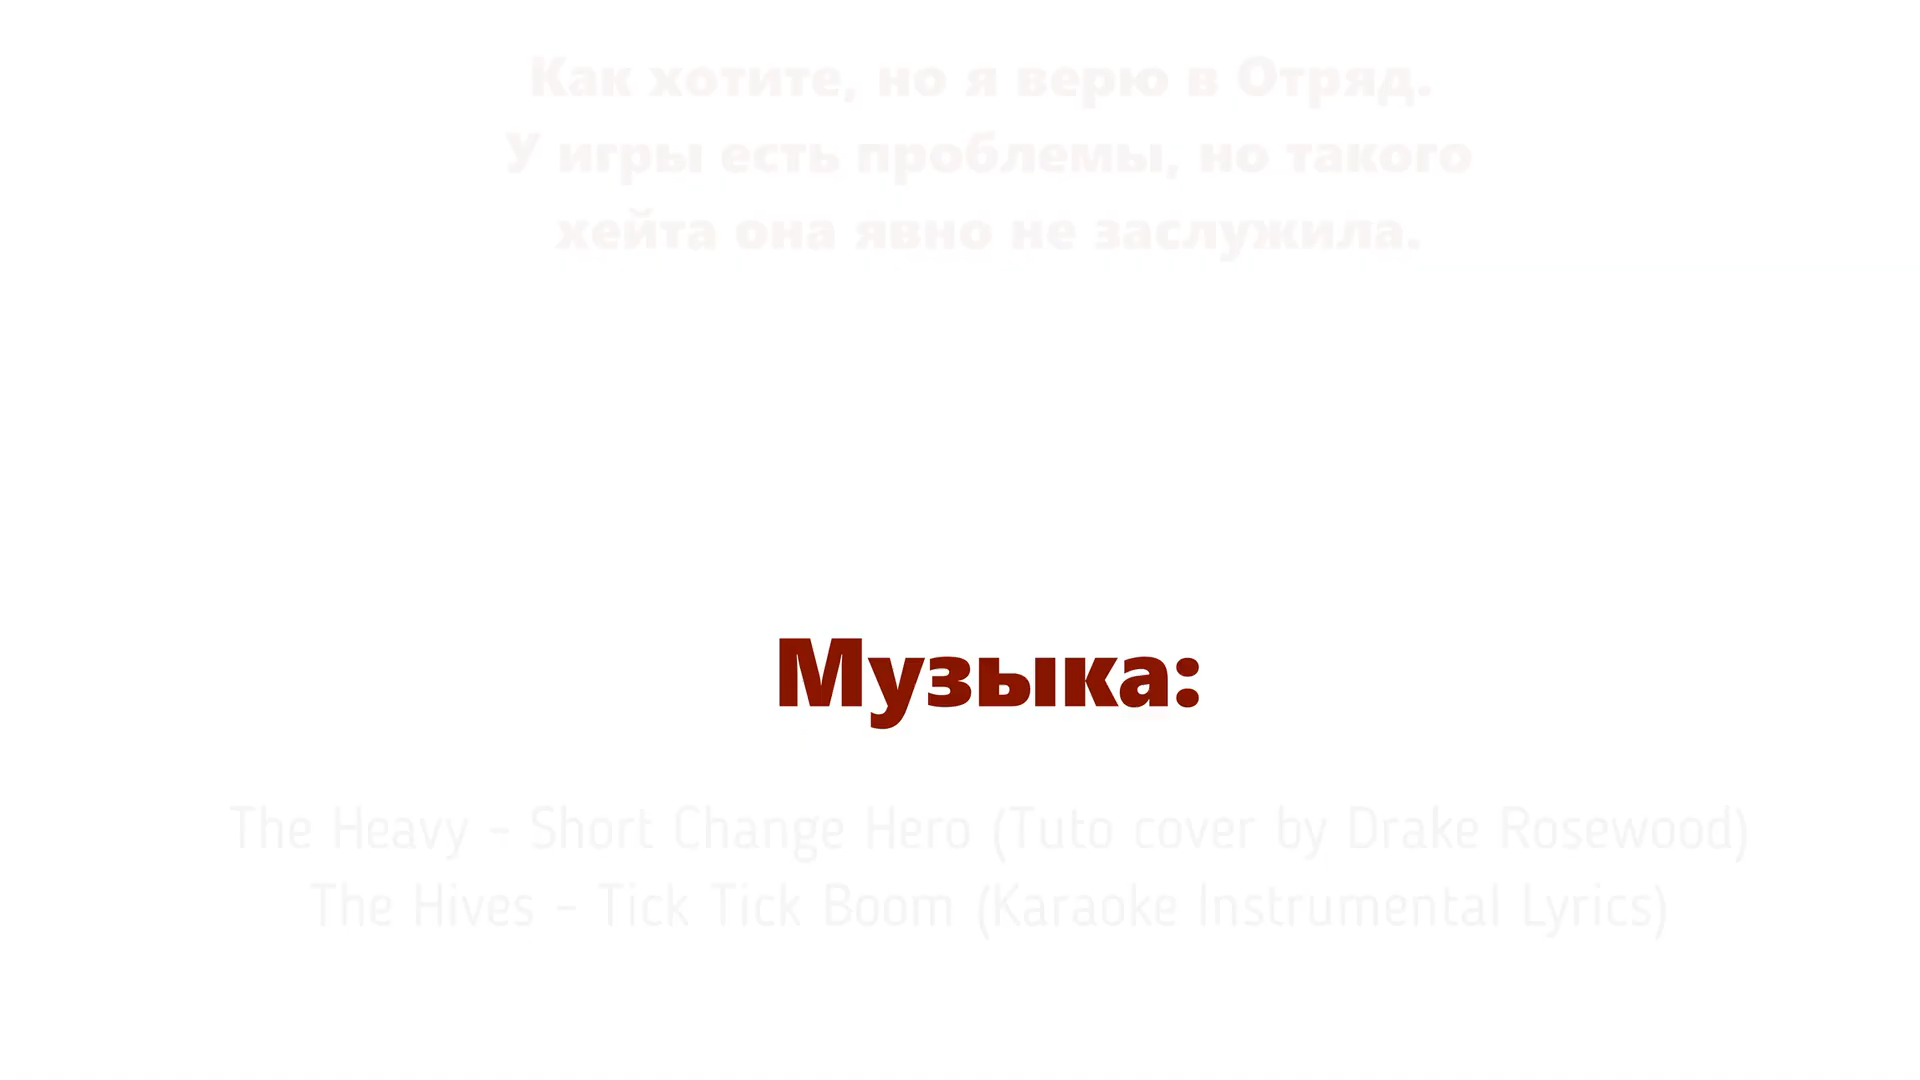 Как хотите, но я верю в Отряд.
У игры есть проблемы, но такого
хейта она явно не заслужила.
Музыка:
The Heavy - Short Change Hero (Tuto cover by Drake Rosewood)
The Hives - Tick Tick Boom (Karaoke Instrumental Lyrics)